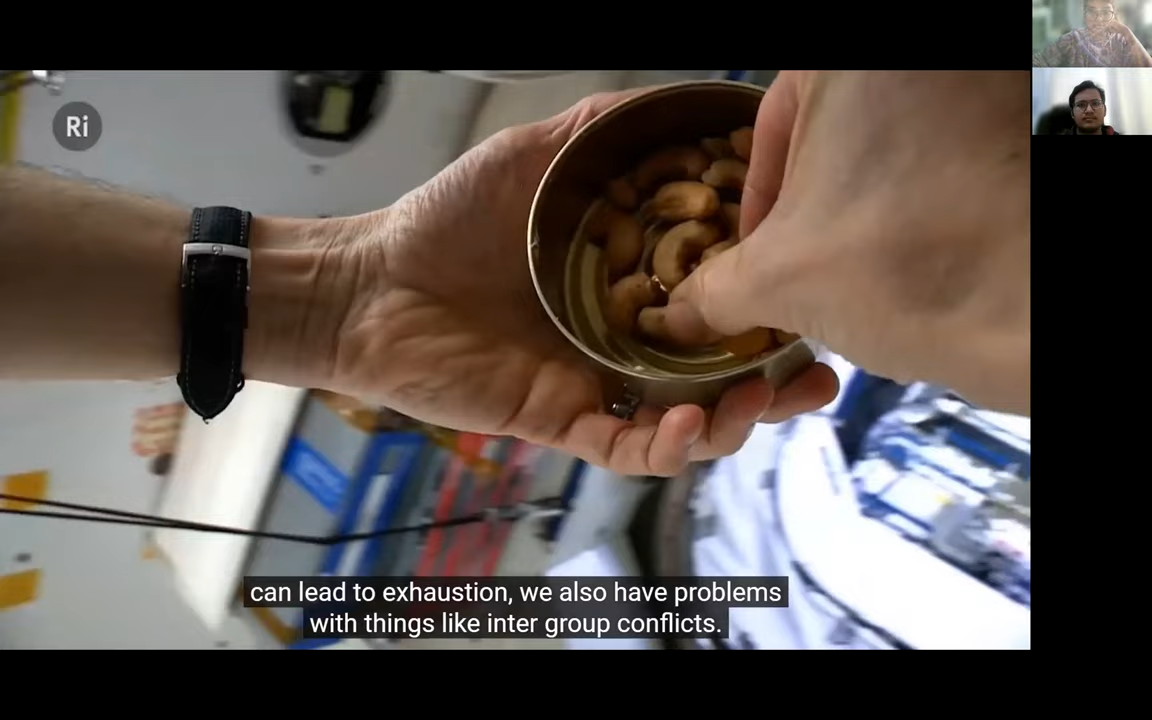 Ri
can lead to exhaustion, we also have problems
with things like inter group conflicts.